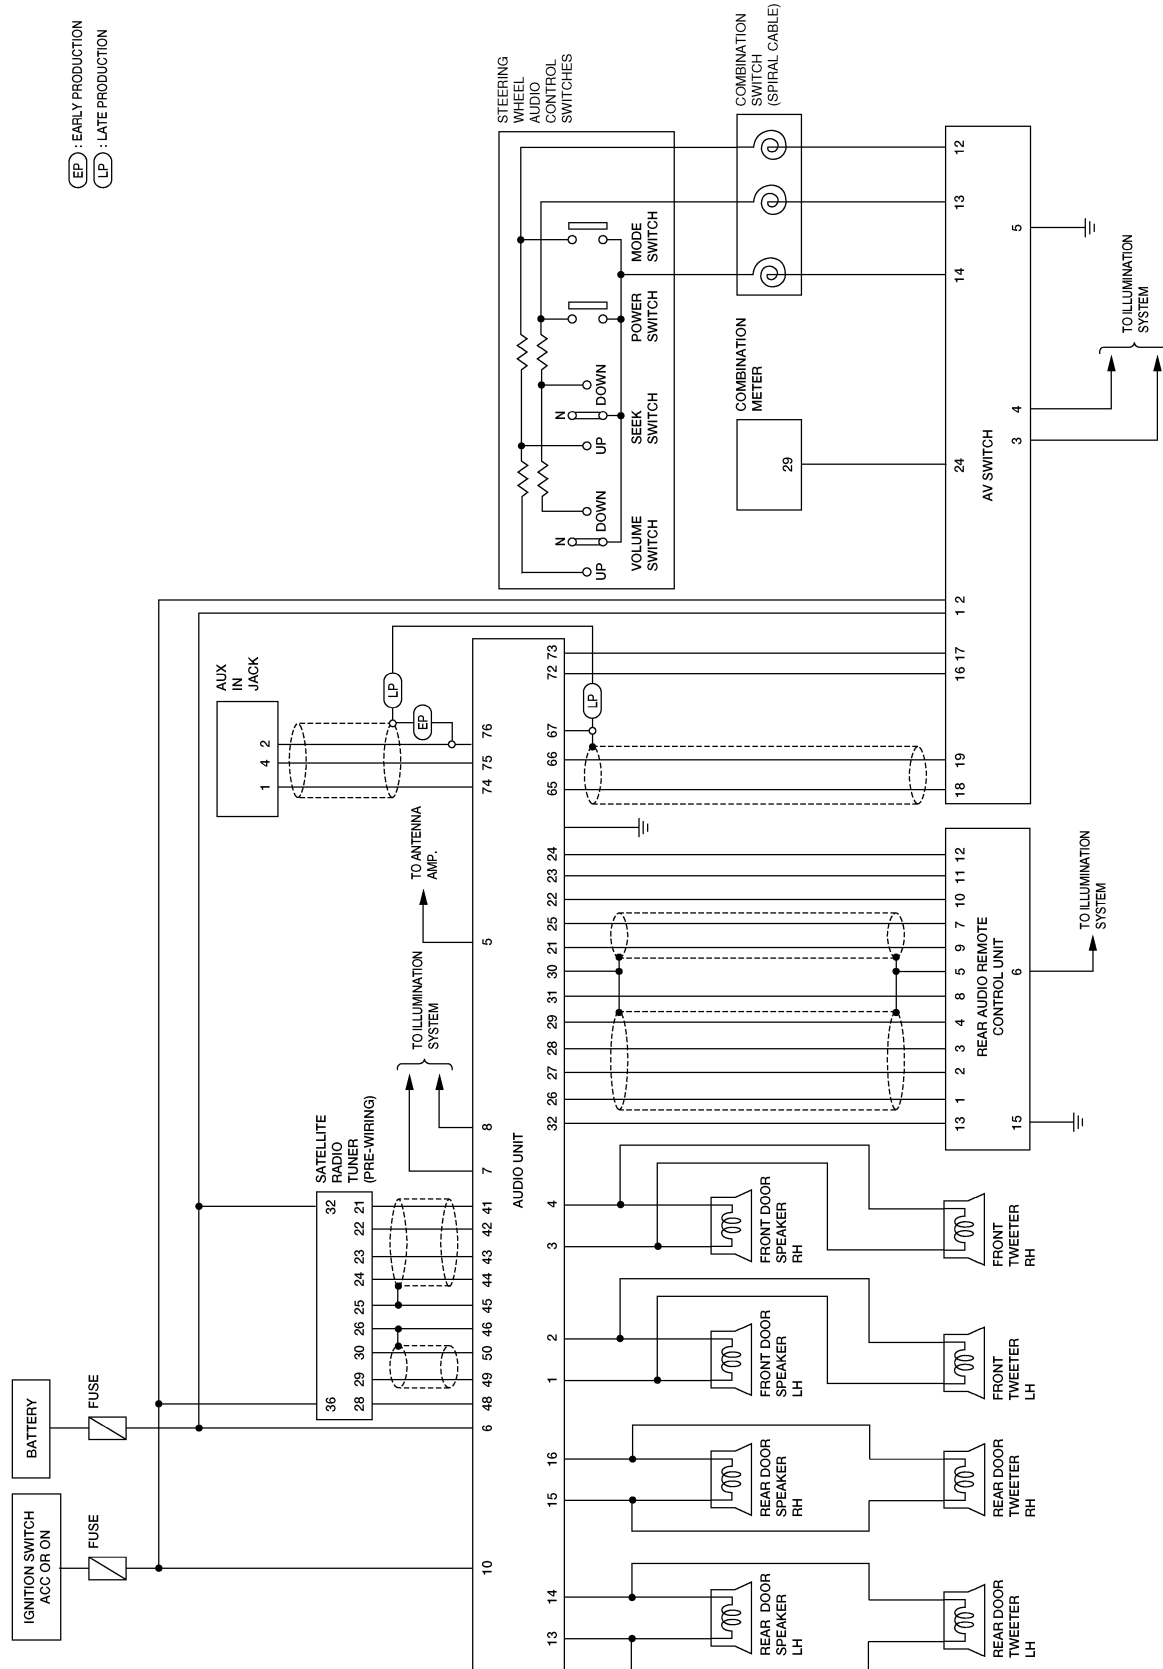 EP : EARLY PRODUCTION
LP : LATE PRODUCTION
BATTERY
FUSE
IGNITION SWITCH
ACC OR ON
FUSE
AUX
IN
JACK
1 4 2
LP
EP
LP
TO ANTENNA
AMP.
TO ILLUMINATION
SYSTEM
SATELLITE
RADIO
TUNER
(PRE-WIRING)
36 32
28 29 30 26 25 24 23 22 21
AUDIO UNIT
10 6 48 49 50 46 45 44 43 42 41 7 8 5 74 75 76
13 14 15 16 1 2 3 4 32 26 27 28 29 31 30 21 25 22 23 24 65 66 67 72 73
STEERING
WHEEL
AUDIO
CONTROL
SWITCHES
UP N DOWN
VOLUME
SWITCH
UP N DOWN
SEEK
SWITCH
POWER
SWITCH
MODE
SWITCH
COMBINATION
SWITCH
(SPIRAL CABLE)
COMBINATION
METER
29
AV SWITCH
18 19 16 17 1 2 24 14 13 12
3 4 5
TO ILLUMINATION
SYSTEM
REAR AUDIO REMOTE
CONTROL UNIT
13 1 2 3 4 8 5 9 7 10 11 12
15 6
TO ILLUMINATION
SYSTEM
FRONT DOOR
SPEAKER
RH
FRONT
TWEETER
RH
FRONT DOOR
SPEAKER
LH
FRONT
TWEETER
LH
REAR DOOR
SPEAKER
RH
REAR DOOR
TWEETER
RH
REAR DOOR
SPEAKER
LH
REAR DOOR
TWEETER
LH